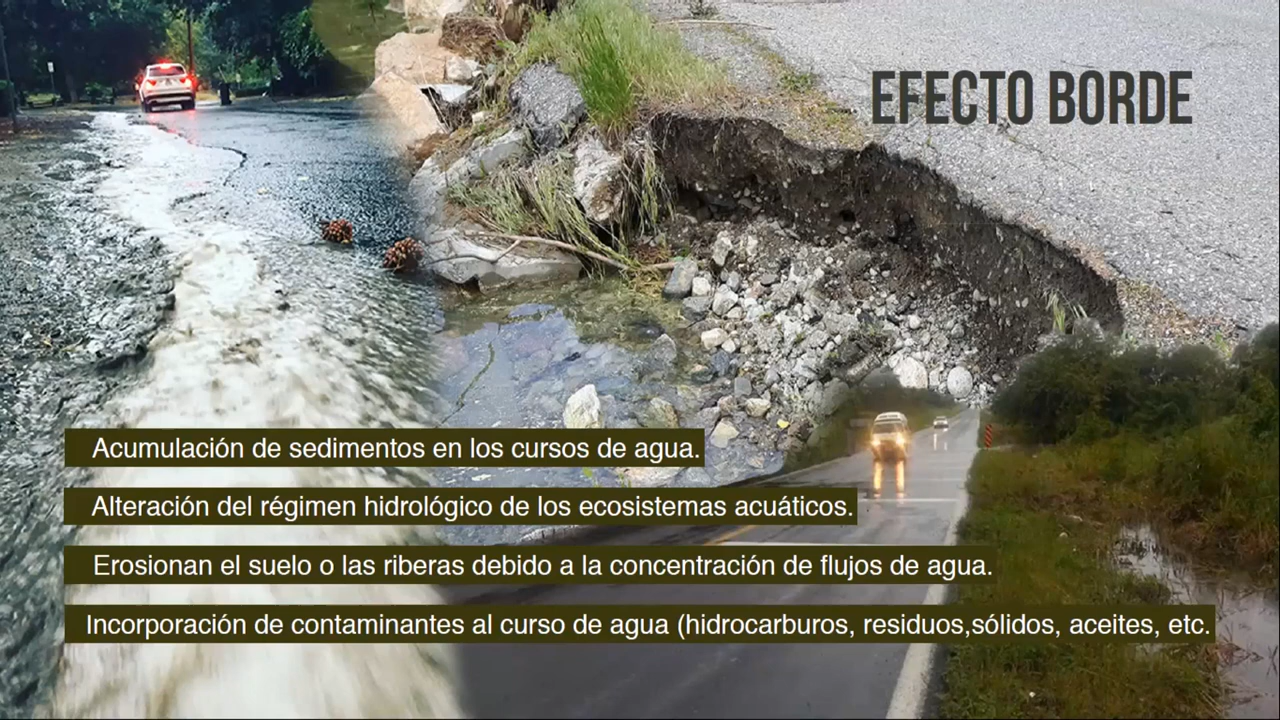 EFECTO BORDE
Acumulación de sedimentos en los cursos de agua.
Alteración del régimen hidrológico de los ecosistemas acuáticos.
Erosionan el suelo o las riberas debido a la concentración de flujos de agua.
Incorporación de contaminantes al curso de agua (hidrocarburos, residuos,sólidos, aceites, etc.